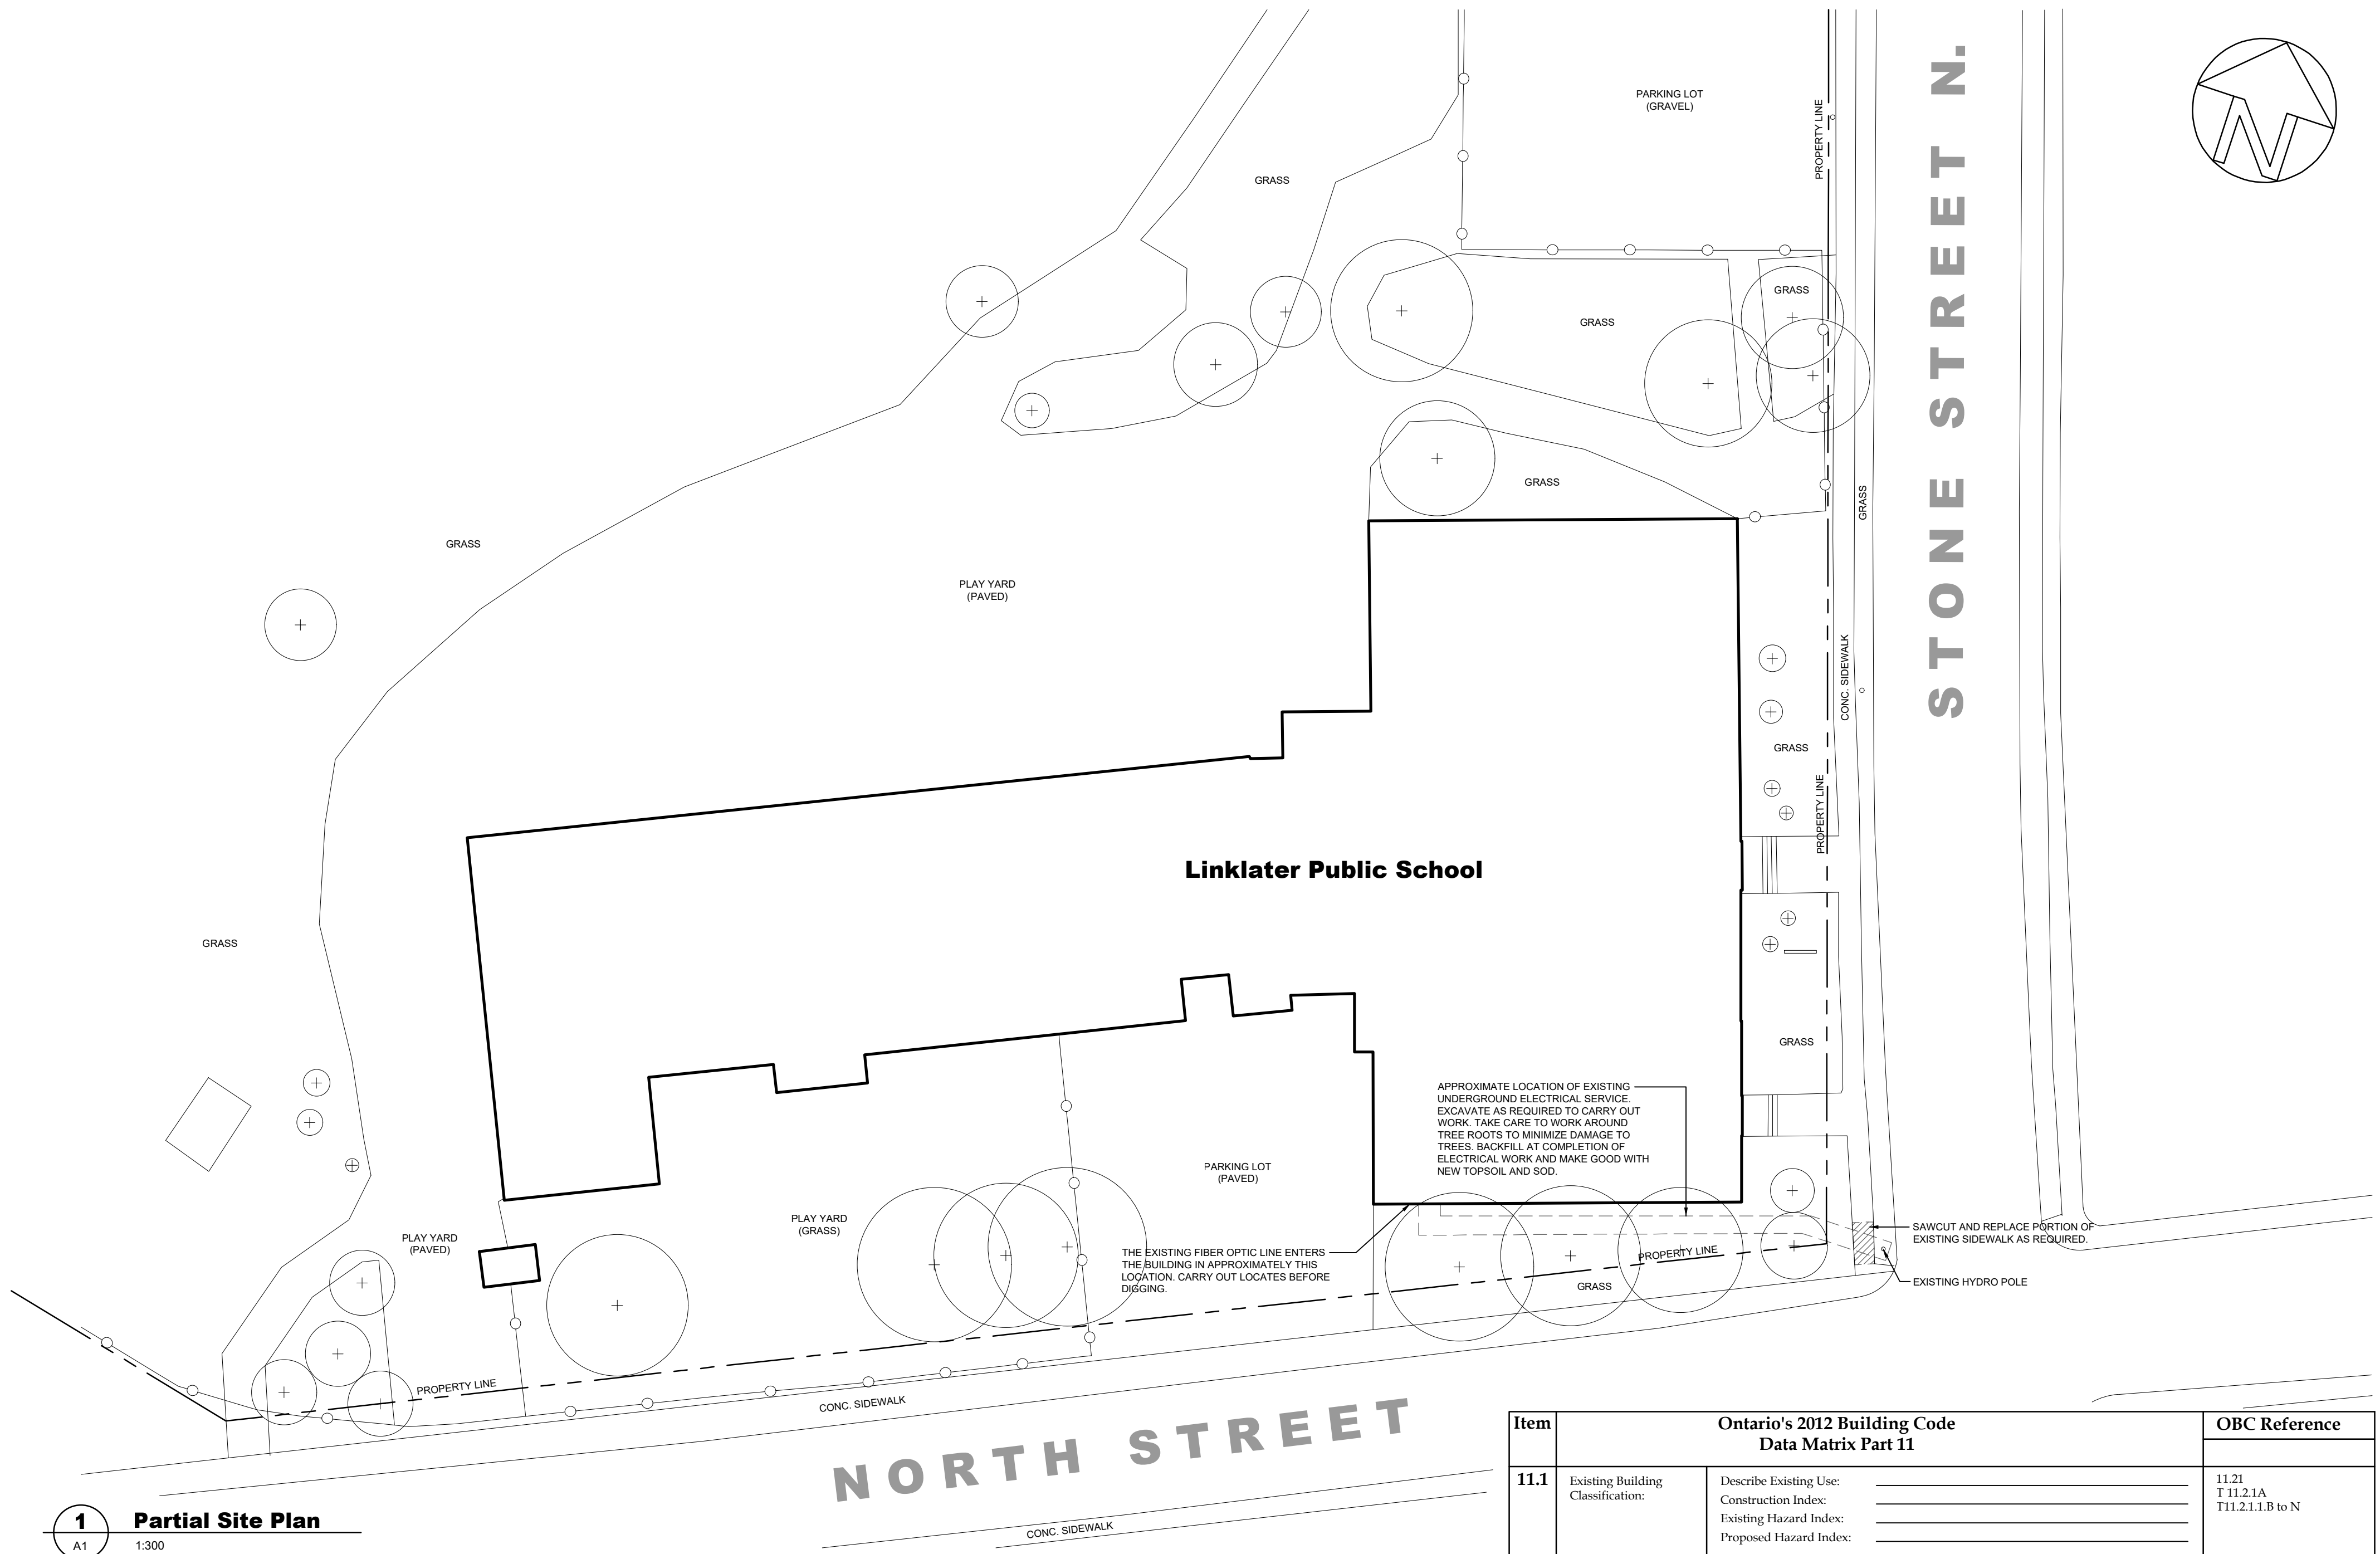 PARKING LOT
(GRAVEL)
PROPERTY LINE
STONE STREET N.
N
GRASS
GRASS
GRASS
GRASS
GRASS
GRASS
PLAY YARD
(PAVED)
CONC. SIDEWALK
GRASS
PROPERTY LINE
Linklater Public School
GRASS
GRASS
APPROXIMATE LOCATION OF EXISTING
UNDERGROUND ELECTRICAL SERVICE.
EXCAVATE AS REQUIRED TO CARRY OUT
WORK. TAKE CARE TO WORK AROUND
TREE ROOTS TO MINIMIZE DAMAGE TO
TREES. BACKFILL AT COMPLETION OF
ELECTRICAL WORK AND MAKE GOOD WITH
NEW TOPSOIL AND SOD.
PARKING LOT
(PAVED)
PLAY YARD
(GRASS)
PLAY YARD
(PAVED)
THE EXISTING FIBER OPTIC LINE ENTERS
THE BUILDING IN APPROXIMATELY THIS
LOCATION. CARRY OUT LOCATES BEFORE
DIGGING.
PROPERTY LINE
GRASS
SAWCUT AND REPLACE PORTION OF
EXISTING SIDEWALK AS REQUIRED.
EXISTING HYDRO POLE
PROPERTY LINE
CONC. SIDEWALK
NORTH STREET
CONC. SIDEWALK
1
A1
Partial Site Plan
1:300
Item
Ontario's 2012 Building Code
Data Matrix Part 11
OBC Reference
11.1
Existing Building
Classification:
Describe Existing Use:
Construction Index:
Existing Hazard Index:
Proposed Hazard Index:
11.21
T 11.2.1A
T11.2.1.1.B to N